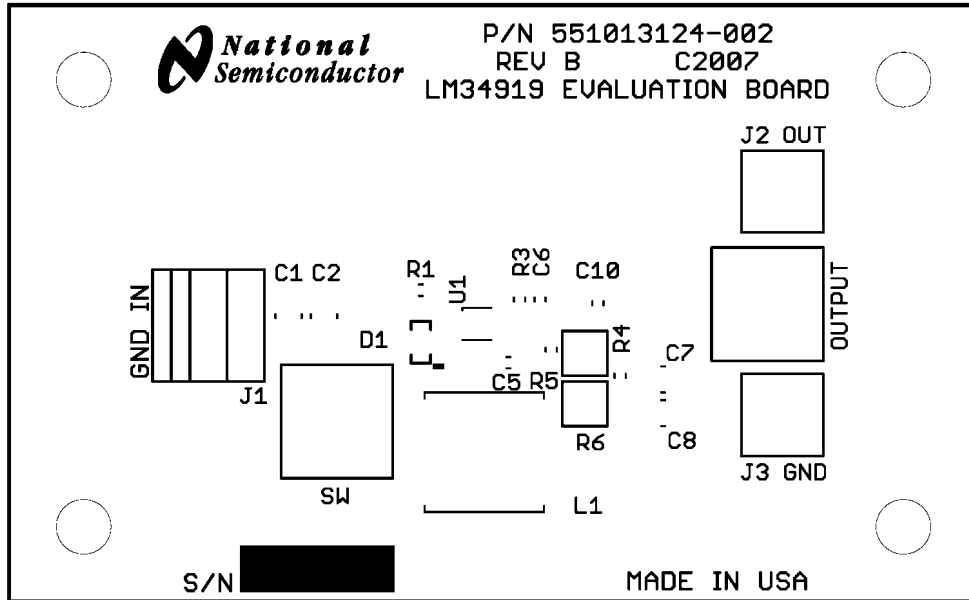 National
Semiconductor
P/N 551013124-002
REV B C2007
LM34919 EVALUATION BOARD
J2 OUT
GND IN
C1 C2
R1
U1
R3
C6
C10
OUTPUT
D1
R4
C7
J1
C5
R5
R6
C8
SW
J3 GND
L1
S/N
MADE IN USA